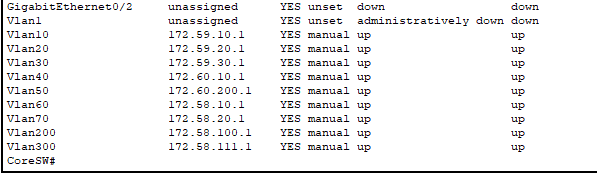 GigabitEthernet0/2 unassigned YES unset down down
Vlan1 unassigned YES unset administratively down down
Vlan10 172.59.10.1 YES manual up up
Vlan20 172.59.20.1 YES manual up up
Vlan30 172.59.30.1 YES manual up up
Vlan40 172.60.10.1 YES manual up up
Vlan50 172.60.200.1 YES manual up up
Vlan60 172.58.10.1 YES manual up up
Vlan70 172.58.20.1 YES manual up up
Vlan200 172.58.100.1 YES manual up up
Vlan300 172.58.111.1 YES manual up up
CoreSW#